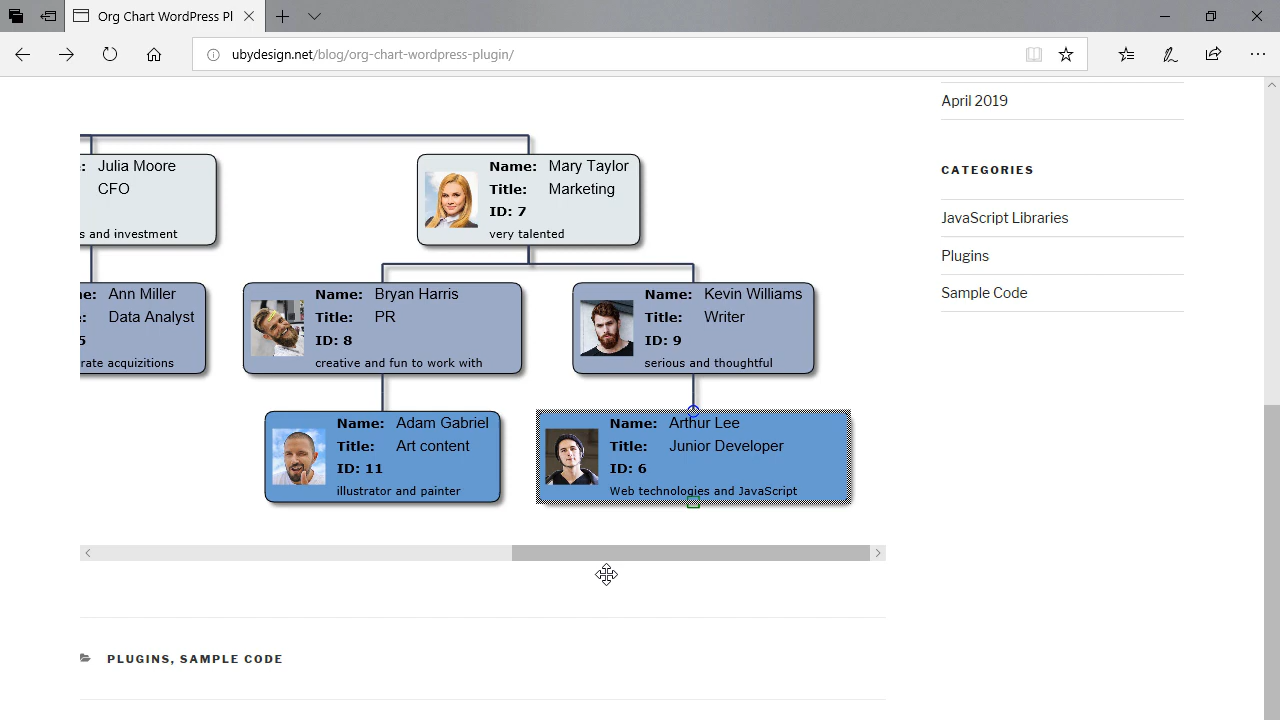 Org Chart WordPress Pl
ubydesign.net/blog/org-chart-wordpress-plugin/
April 2019
CATEGORIES
JavaScript Libraries
Plugins
Sample Code
: Julia Moore
CFO
s and investment
Name: Mary Taylor
Title: Marketing
ID: 7
very talented
e: Ann Miller
: Data Analyst
5
rate acquizitions
Name: Bryan Harris
Title: PR
ID: 8
creative and fun to work with
Name: Kevin Williams
Title: Writer
ID: 9
serious and thoughtful
Name: Adam Gabriel
Title: Art content
ID: 11
illustrator and painter
Name: Arthur Lee
Title: Junior Developer
ID: 6
Web technologies and JavaScript
PLUGINS, SAMPLE CODE